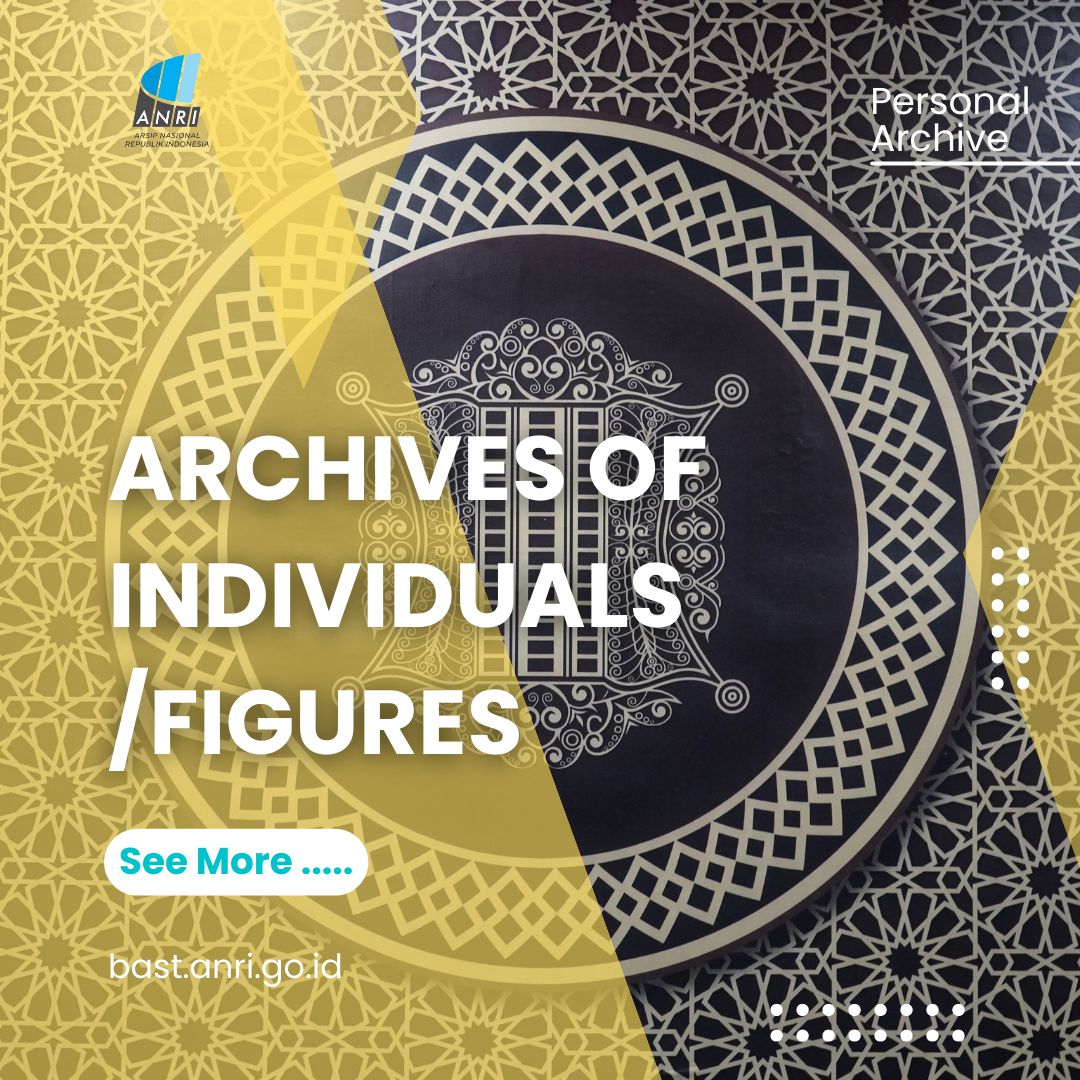 ANRI
ARSIP NASIONAL
REPUBLIK INDONESIA
Personal
Archive
ARCHIVES OF
INDIVIDUALS
/FIGURES
See More .....
bast.anri.go.id